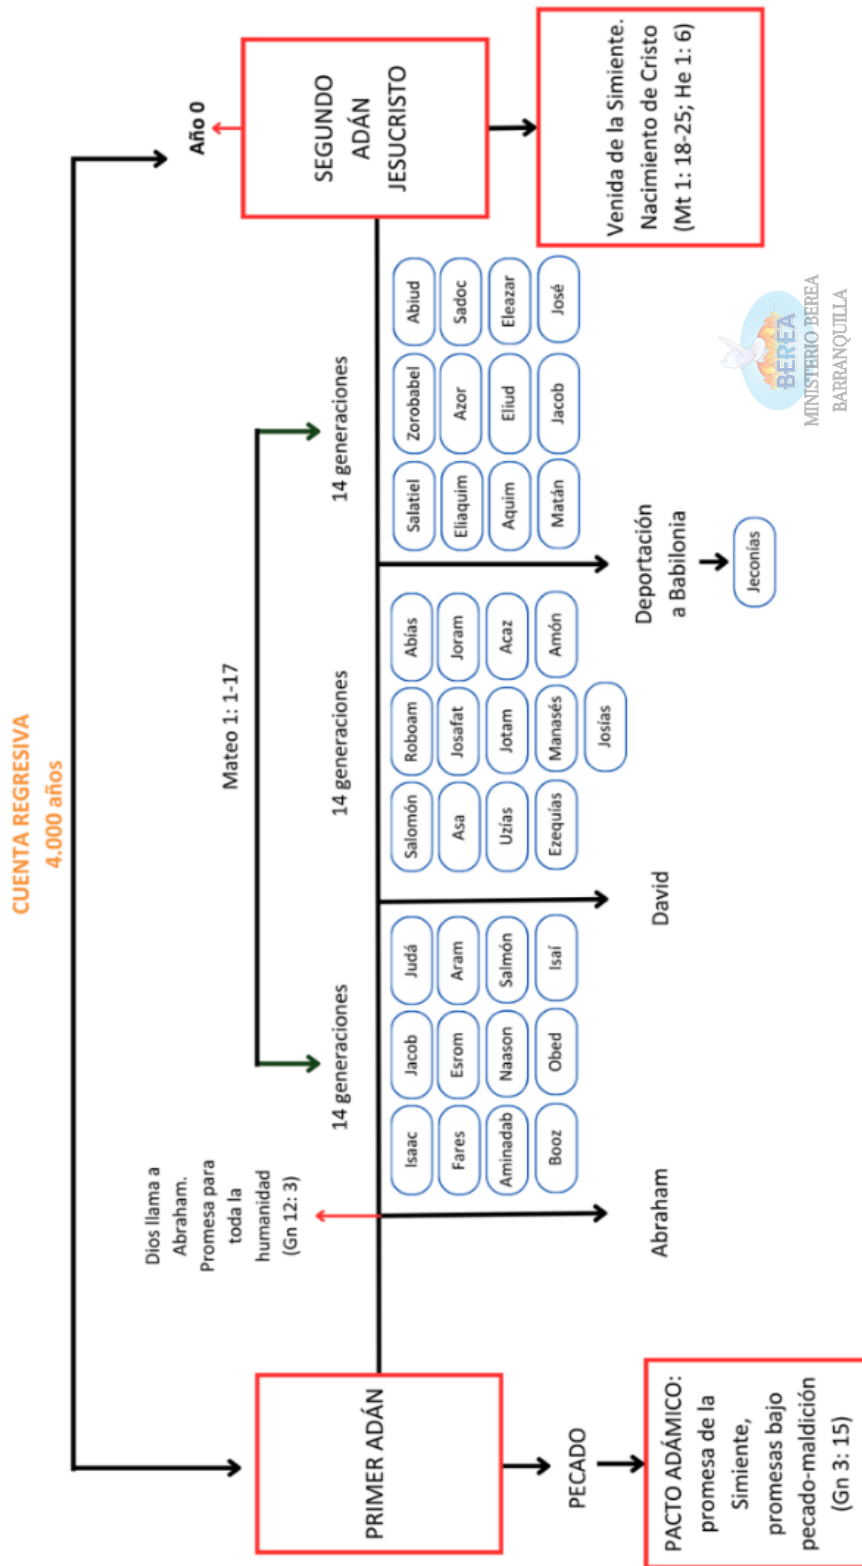 CUENTA REGRESIVA
4.000 años
Año 0
Mateo 1: 1-17
Dios llama a
Abraham.
Promesa para
toda la
humanidad
(Gn 12: 3)
14 generaciones
14 generaciones
14 generaciones
PRIMER ADÁN
SEGUNDO
ADÁN
JESUCRISTO
Isaac
Jacob
Judá
Fares
Esrom
Aram
Aminadab
Naason
Salmón
Booz
Obed
Isaí
Salomón
Roboam
Abías
Asa
Josafat
Joram
Uzías
Jotam
Acaz
Ezequías
Manasés
Amón
Josías
Salatiel
Zorobabel
Abiud
Eliaquim
Azor
Sadoc
Aquim
Eliud
Eleazar
Matán
Jacob
José
PECADO
Abraham
David
Deportación
a Babilonia
Jeconías
PACTO ADÁMICO:
promesa de la
Simiente,
promesas bajo
pecado-maldición
(Gn 3: 15)
Venida de la Simiente.
Nacimiento de Cristo
(Mt 1: 18-25; He 1: 6)
BEREA
MINISTERIO BEREA
BARRANQUILLA